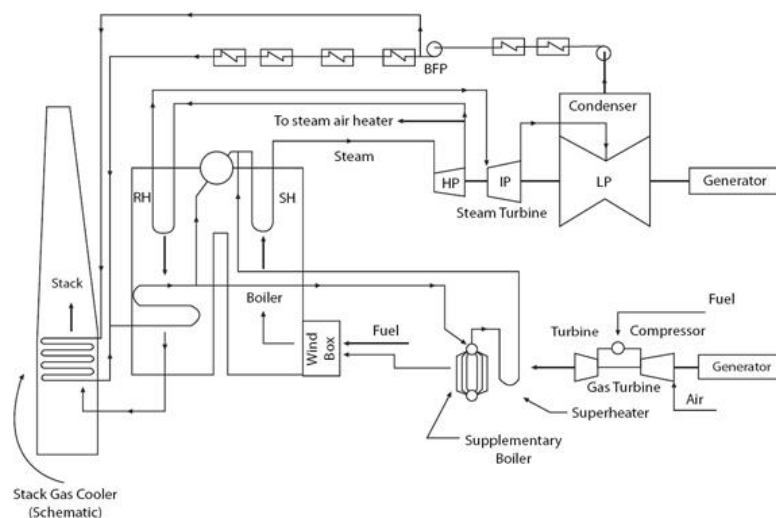 BFP
Condenser
To steam air heater
Steam
RH
SH
HP
IP
LP
Generator
Steam Turbine
Stack
Boiler
Fuel
Wind
Box
Fuel
Turbine
Compressor
Gas Turbine
Generator
Air
Superheater
Supplementary
Boiler
Stack Gas Cooler
(Schematic)